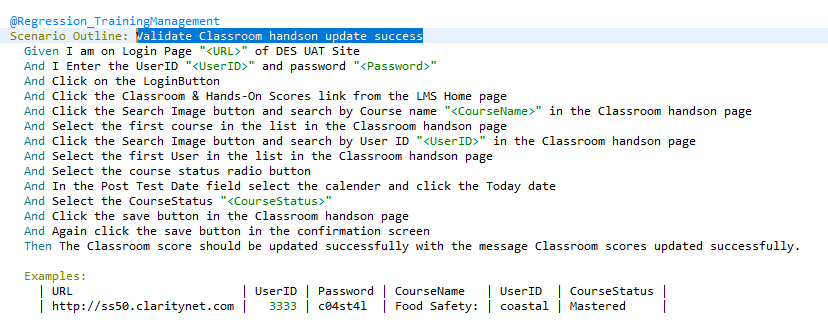 @Regression_TrainingManagement
Scenario Outline: Validate Classroom handson update success
Given I am on Login Page "<URL>" of DES UAT Site
And I Enter the UserID "<UserID>" and password "<Password>"
And Click on the LoginButton
And Click the Classroom & Hands-On Scores link from the LMS Home page
And Click the Search Image button and search by Course name "<CourseName>" in the Classroom handson page
And Select the first course in the list in the Classroom handson page
And Click the Search Image button and search by User ID "<UserID>" in the Classroom handson page
And Select the first User in the list in the Classroom handson page
And Select the course status radio button
And In the Post Test Date field select the calender and click the Today date
And Select the CourseStatus "<CourseStatus>"
And Click the save button in the Classroom handson page
And Again click the save button in the confirmation screen
Then The Classroom score should be updated successfully with the message Classroom scores updated successfully.
Examples:
| URL | UserID | Password | CourseName | UserID | CourseStatus |
| http://ss50.claritynet.com | 3333 | c04st4l | Food Safety: | coastal | Mastered |